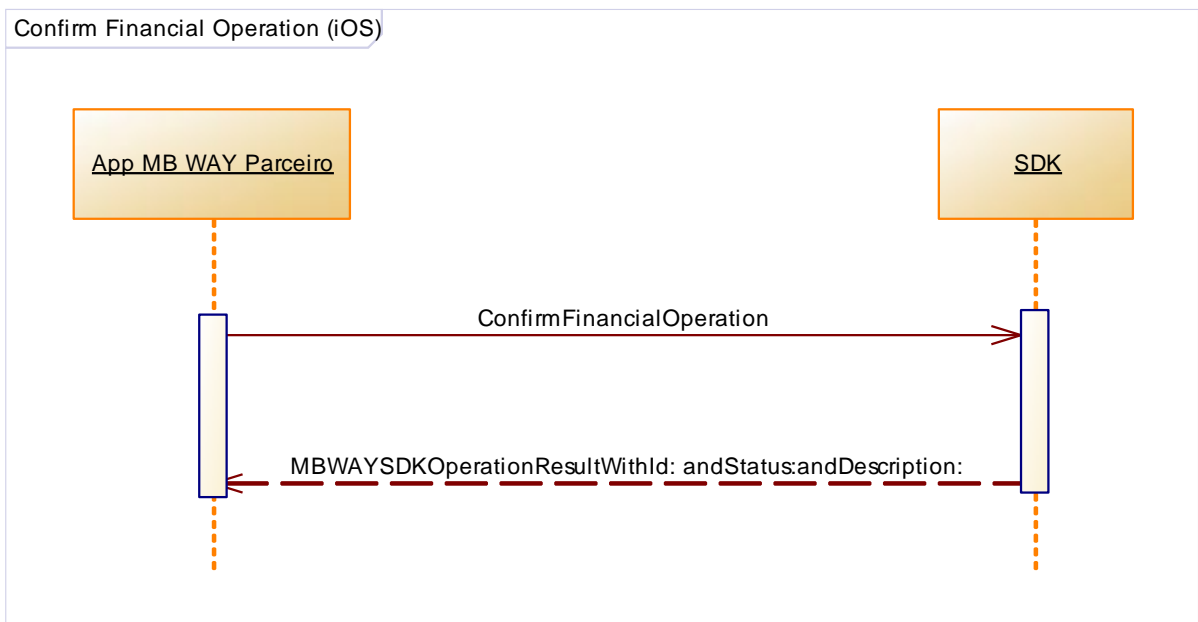 Confirm Financial Operation (iOS)
App MB WAY Parceiro
SDK
ConfirmFinancialOperation
MBWAYSDKOperationResultWithId: andStatus:andDescription: